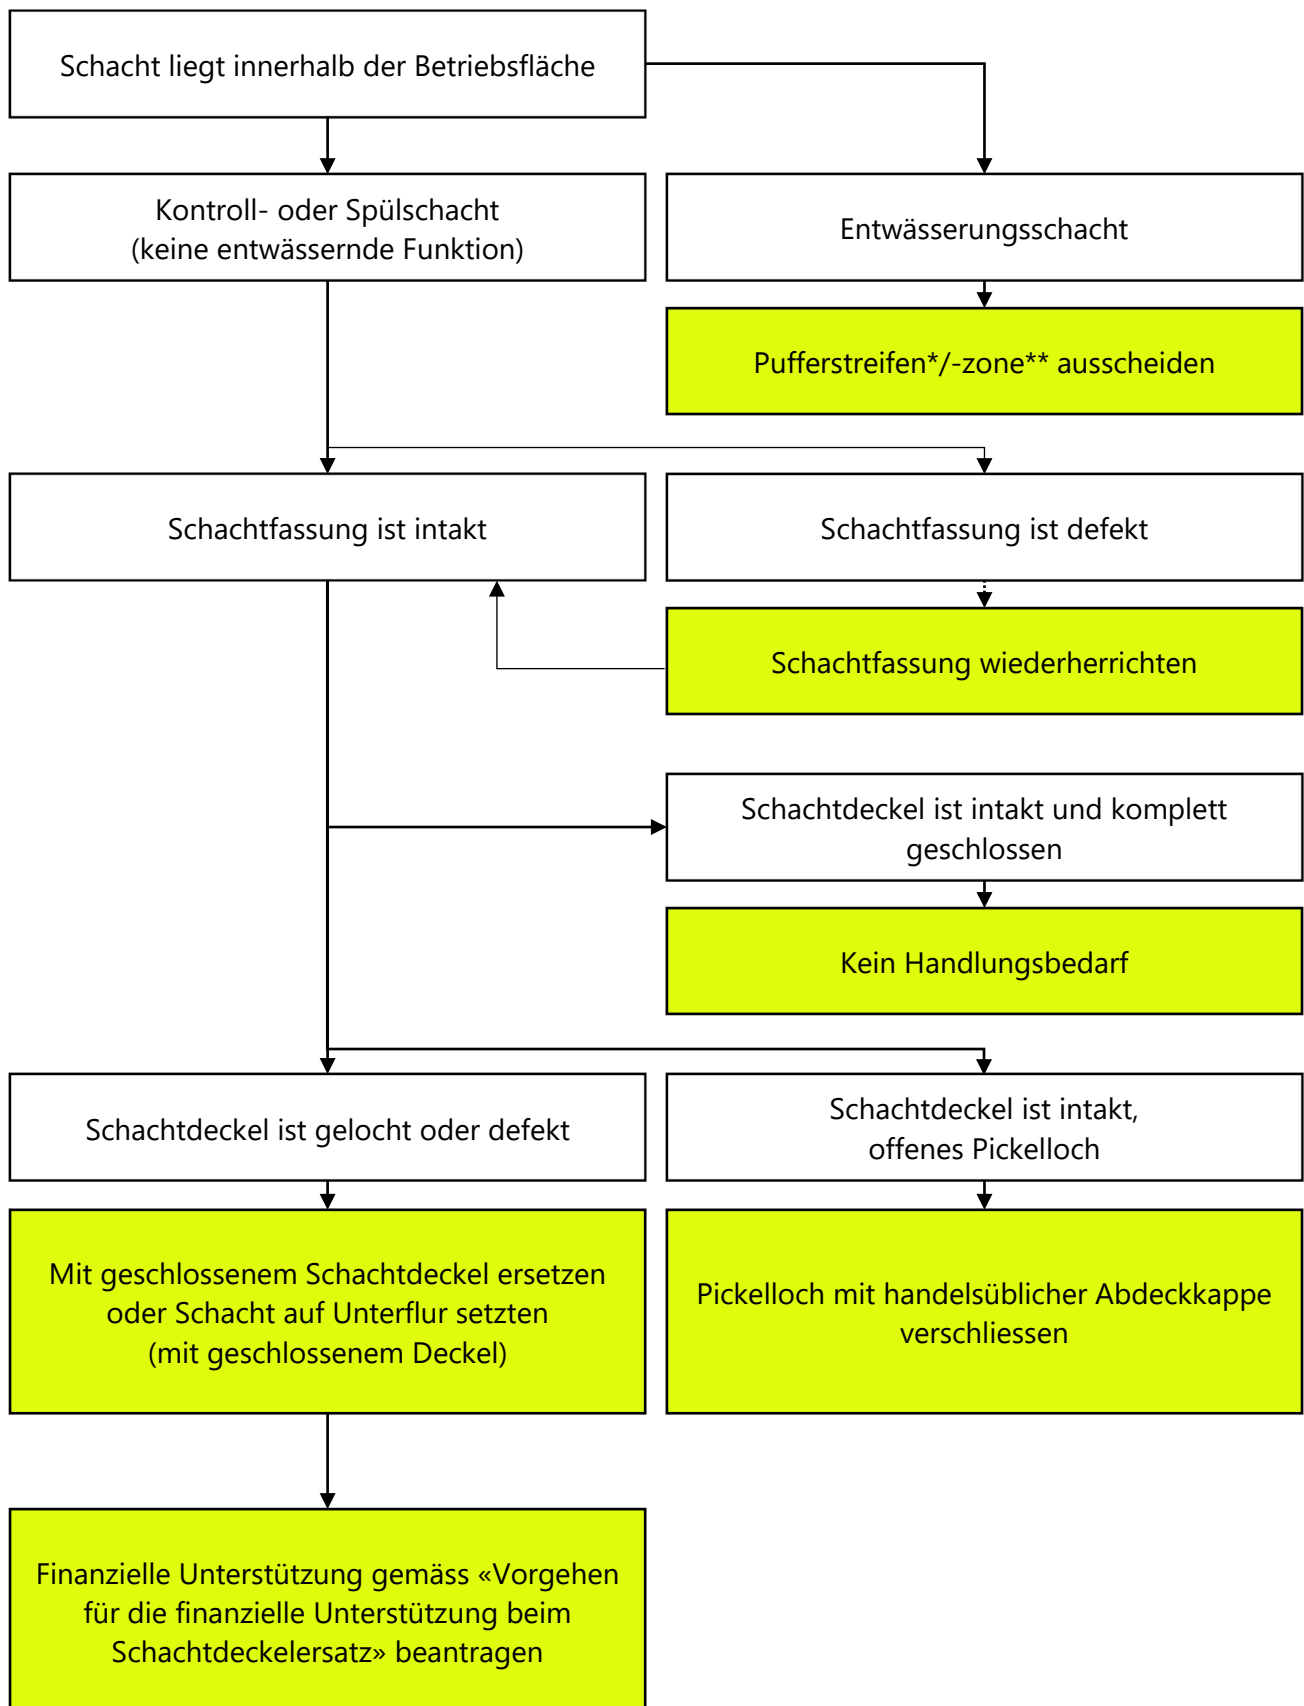 Schacht liegt innerhalb der Betriebsfläche
Kontroll- oder Spülschacht
(keine entwässernde Funktion)
Entwässerungsschacht
Pufferstreifen*/-zone** ausscheiden
Schachtfassung ist intakt
Schachtfassung ist defekt
Schachtfassung wiederherrichten
Schachtdeckel ist intakt und komplett
geschlossen
Kein Handlungsbedarf
Schachtdeckel ist gelocht oder defekt
Schachtdeckel ist intakt,
offenes Pickelloch
Mit geschlossenem Schachtdeckel ersetzen
oder Schacht auf Unterflur setzten
(mit geschlossenem Deckel)
Pickelloch mit handelsüblicher Abdeckkappe
verschliessen
Finanzielle Unterstützung gemäss «Vorgehen
für die finanzielle Unterstützung beim
Schachtdeckelersatz» beantragen